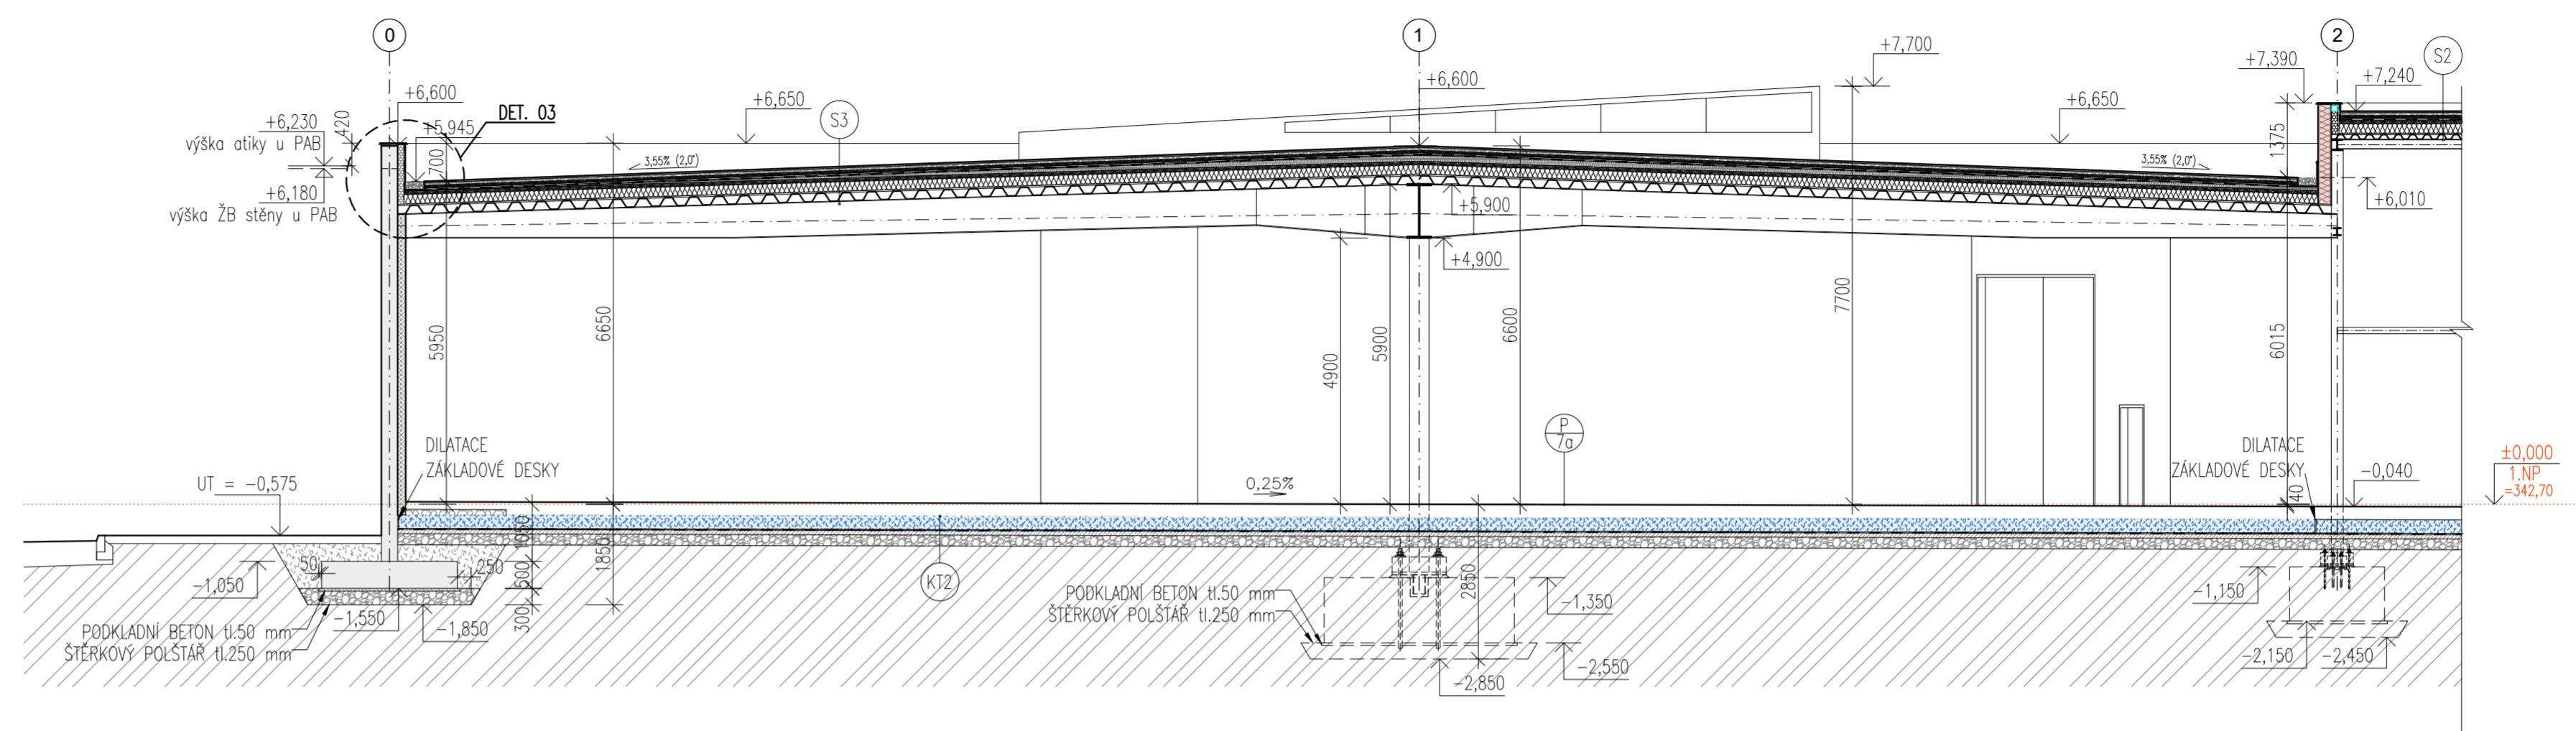 0
1
2
+7,700
+7,390
S2
+7,240
+6,600
+6,600
DET. 03
+6,650
S3
+6,650
+6,230
420
výška atiky u PAB
+5,945
700
3,55% (2,0°)
3,55% (2,0°)
1375
+6,180
výška ŽB stěny u PAB
+5,900
+6,010
+4,900
5950
6650
4900
5900
6600
7700
6015
P
7a
DILATACE
ZÁKLADOVÉ DESKY
DILATACE
ZÁKLADOVÉ DESKY
UT = -0,575
0,25%
40
-0,040
±0,000
1.NP
=342,70
1050
1850
50
500
250
-1,050
300
KT2
2850
-1,550
-1,850
PODKLADNÍ BETON tl.50 mm
ŠTĚRKOVÝ POLŠTÁŘ tl.250 mm
PODKLADNÍ BETON tl.50 mm
ŠTĚRKOVÝ POLŠTÁŘ tl.250 mm
-1,350
-2,550
-2,850
-1,150
-2,150
-2,450